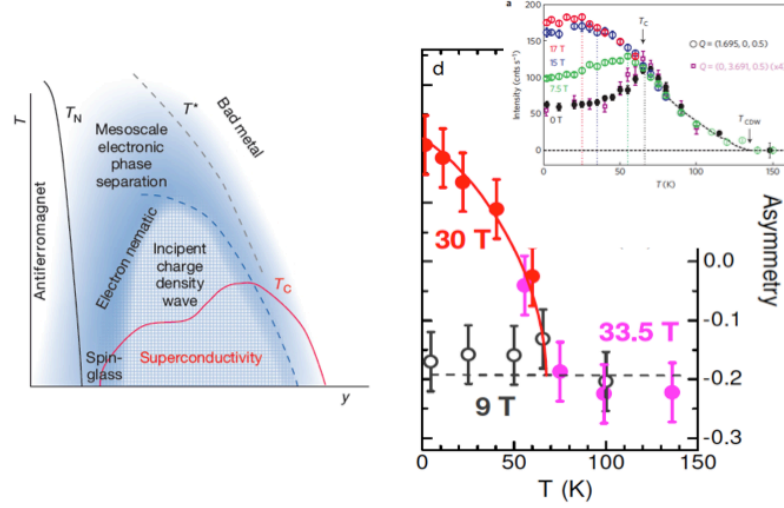 T
T_N
T*
Bad metal
Mesoscale
electronic
phase
separation
Antiferromagnet
Electron nematic
Incipent
charge
density
wave
T_C
Spin-
glass
Superconductivity
y
a
200
150
100
50
0
Intensity (cnts s⁻¹)
17 T
15 T
7.5 T
0 T
T_C
Q = (1.695, 0, 0.5)
Q = (0, 3.691, 0.5) (×4)
T_CDW
0
50
100
150
T (K)
d
30 T
33.5 T
9 T
Asymmetry
0.0
-0.1
-0.2
-0.3
0
50
100
150
T (K)